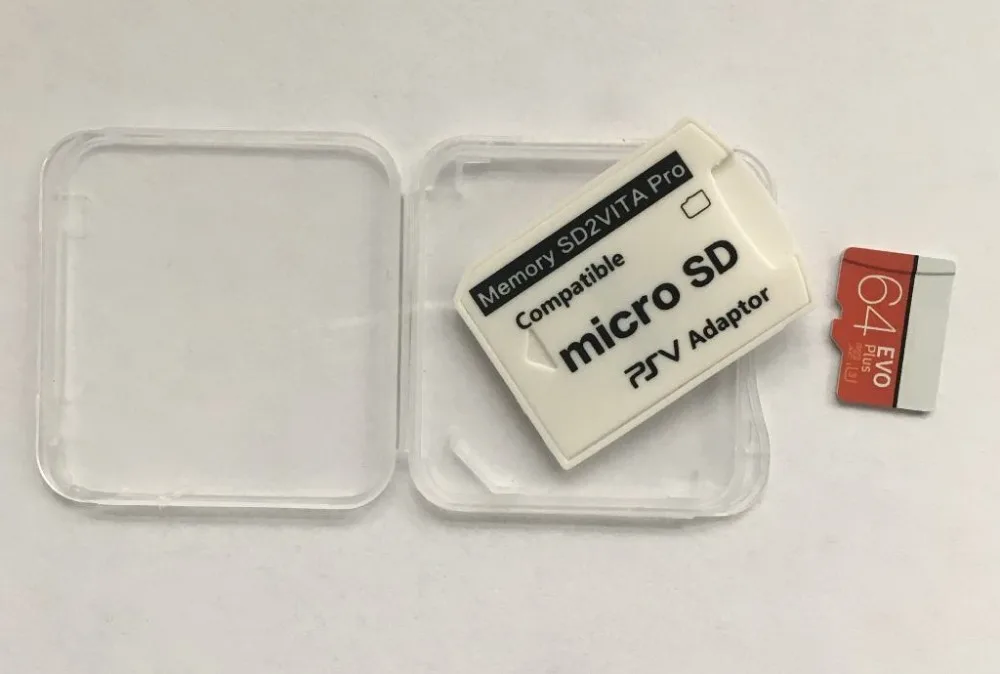 Memory SD2VITA Pro
Compatible
micro SD
PSV Adaptor
64
EVO
Plus